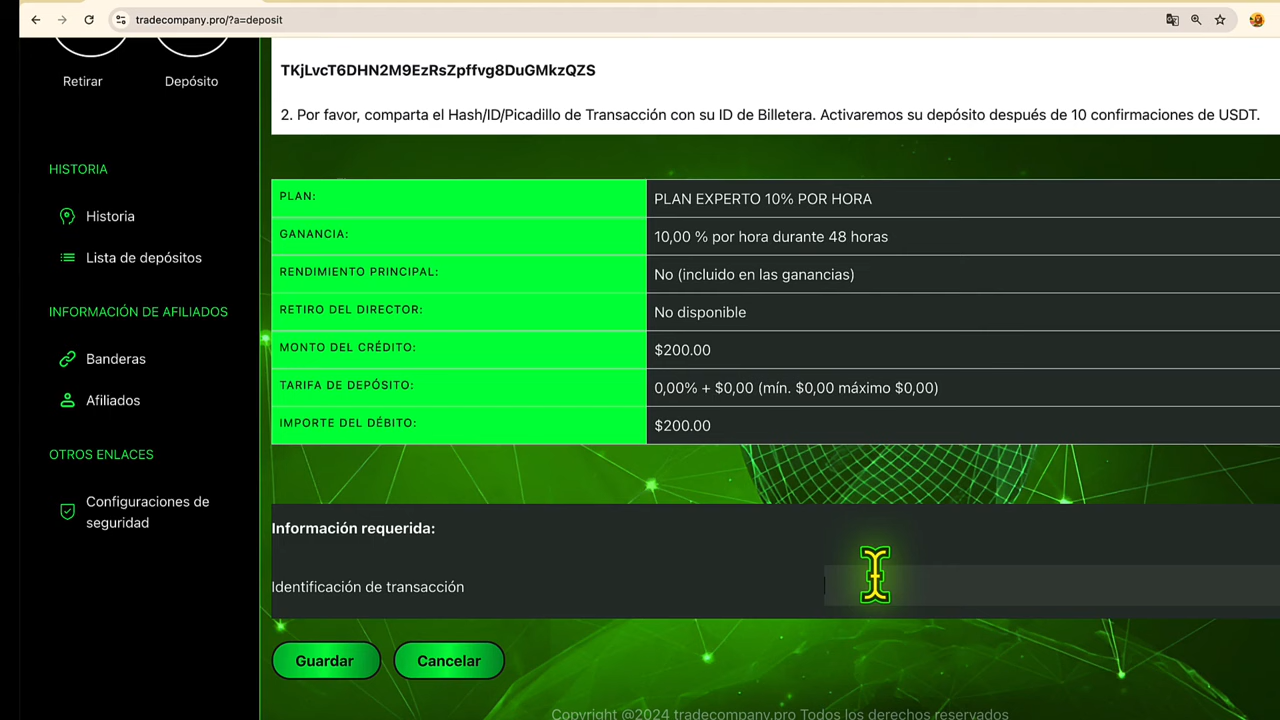 tradecompany.pro/?a=deposit
Retirar
Depósito
HISTORIA
Historia
Lista de depósitos
INFORMACIÓN DE AFILIADOS
Banderas
Afiliados
OTROS ENLACES
Configuraciones de
seguridad
TKjLvcT6DHN2M9EzRsZpffvg8DuGMkzQZS
2. Por favor, comparta el Hash/ID/Picadillo de Transacción con su ID de Billetera. Activaremos su depósito después de 10 confirmaciones de USDT.
PLAN: PLAN EXPERTO 10% POR HORA
GANANCIA: 10,00 % por hora durante 48 horas
RENDIMIENTO PRINCIPAL: No (incluido en las ganancias)
RETIRO DEL DIRECTOR: No disponible
MONTO DEL CRÉDITO: $200.00
TARIFA DE DEPÓSITO: 0,00% + $0,00 (mín. $0,00 máximo $0,00)
IMPORTE DEL DÉBITO: $200.00
Información requerida:
Identificación de transacción
Guardar Cancelar
Copyright @2024 tradecompany.pro Todos los derechos reservados